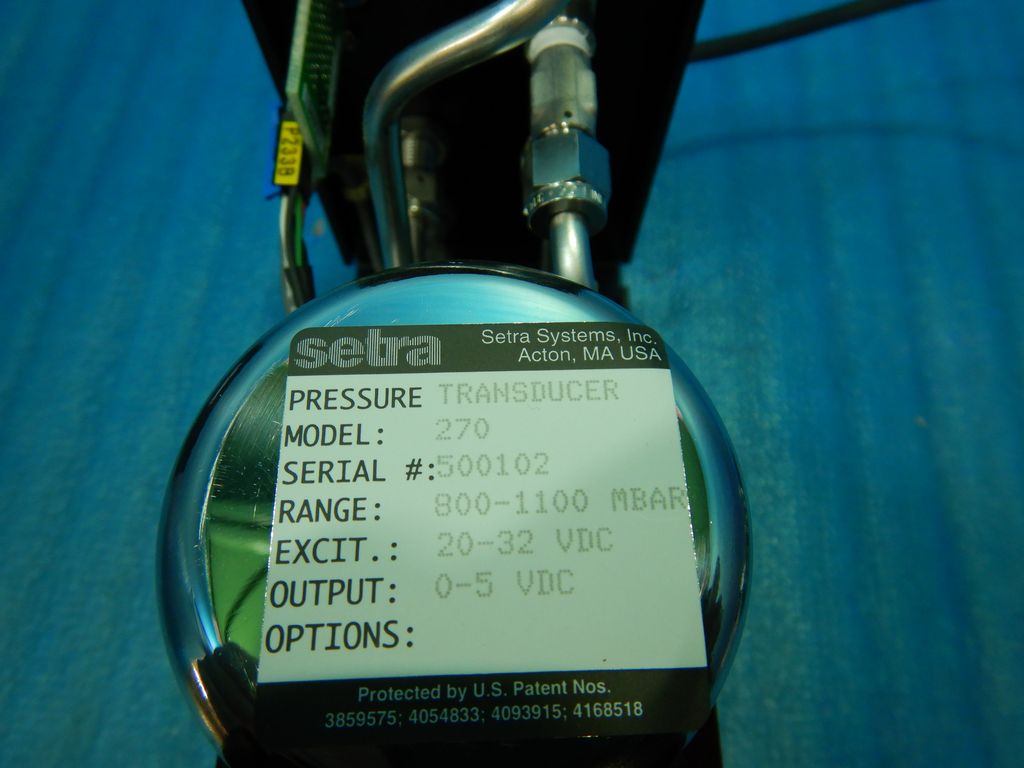 P233B
setra
Setra Systems, Inc.
Acton, MA USA
PRESSURE TRANSDUCER
MODEL: 270
SERIAL #: 500102
RANGE: 800-1100 MBAR
EXCIT.: 20-32 VDC
OUTPUT: 0-5 VDC
OPTIONS:
Protected by U.S. Patent Nos.
3859575; 4054833; 4093915; 4168518